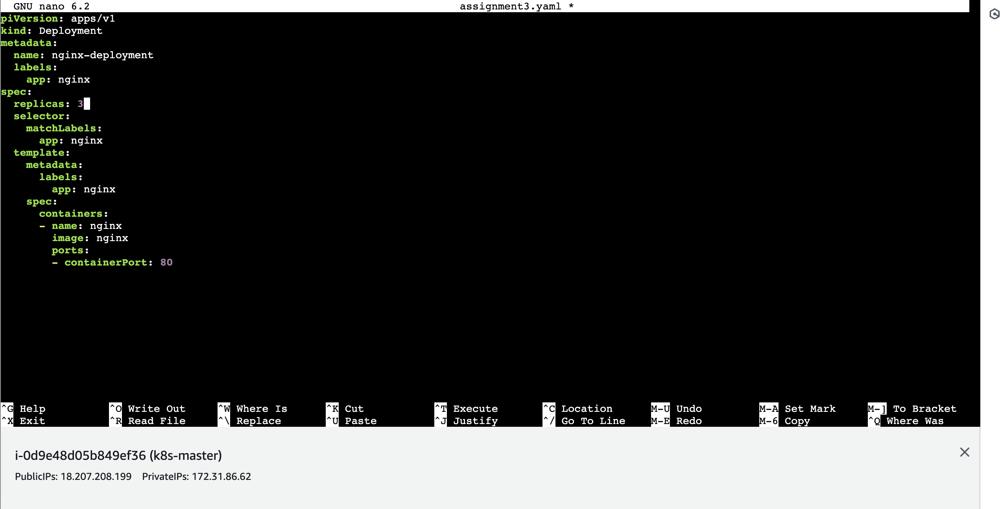 GNU nano 6.2 assignment3.yaml *
piVersion: apps/v1
kind: Deployment
metadata:
  name: nginx-deployment
  labels:
    app: nginx
spec:
  replicas: 3
  selector:
    matchLabels:
      app: nginx
  template:
    metadata:
      labels:
        app: nginx
    spec:
      containers:
      - name: nginx
        image: nginx
        ports:
        - containerPort: 80
^G Help ^O Write Out ^W Where Is ^K Cut ^T Execute ^C Location M-U Undo M-A Set Mark M-] To Bracket
^X Exit ^R Read File ^\ Replace ^U Paste ^J Justify ^/ Go To Line M-E Redo M-6 Copy ^Q Where Was
i-0d9e48d05b849ef36 (k8s-master)
PublicIPs: 18.207.208.199 PrivateIPs: 172.31.86.62